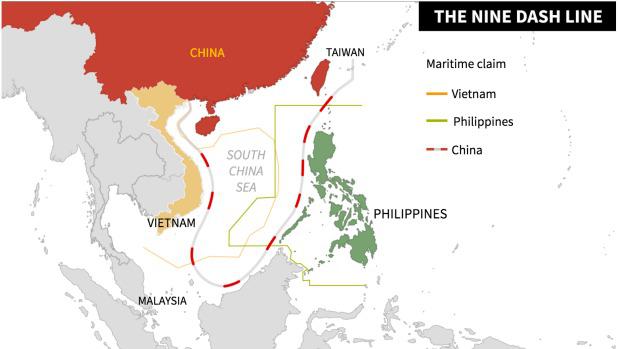 THE NINE DASH LINE
CHINA
TAIWAN
Maritime claim
Vietnam
Philippines
China
SOUTH
CHINA
SEA
VIETNAM
PHILIPPINES
MALAYSIA